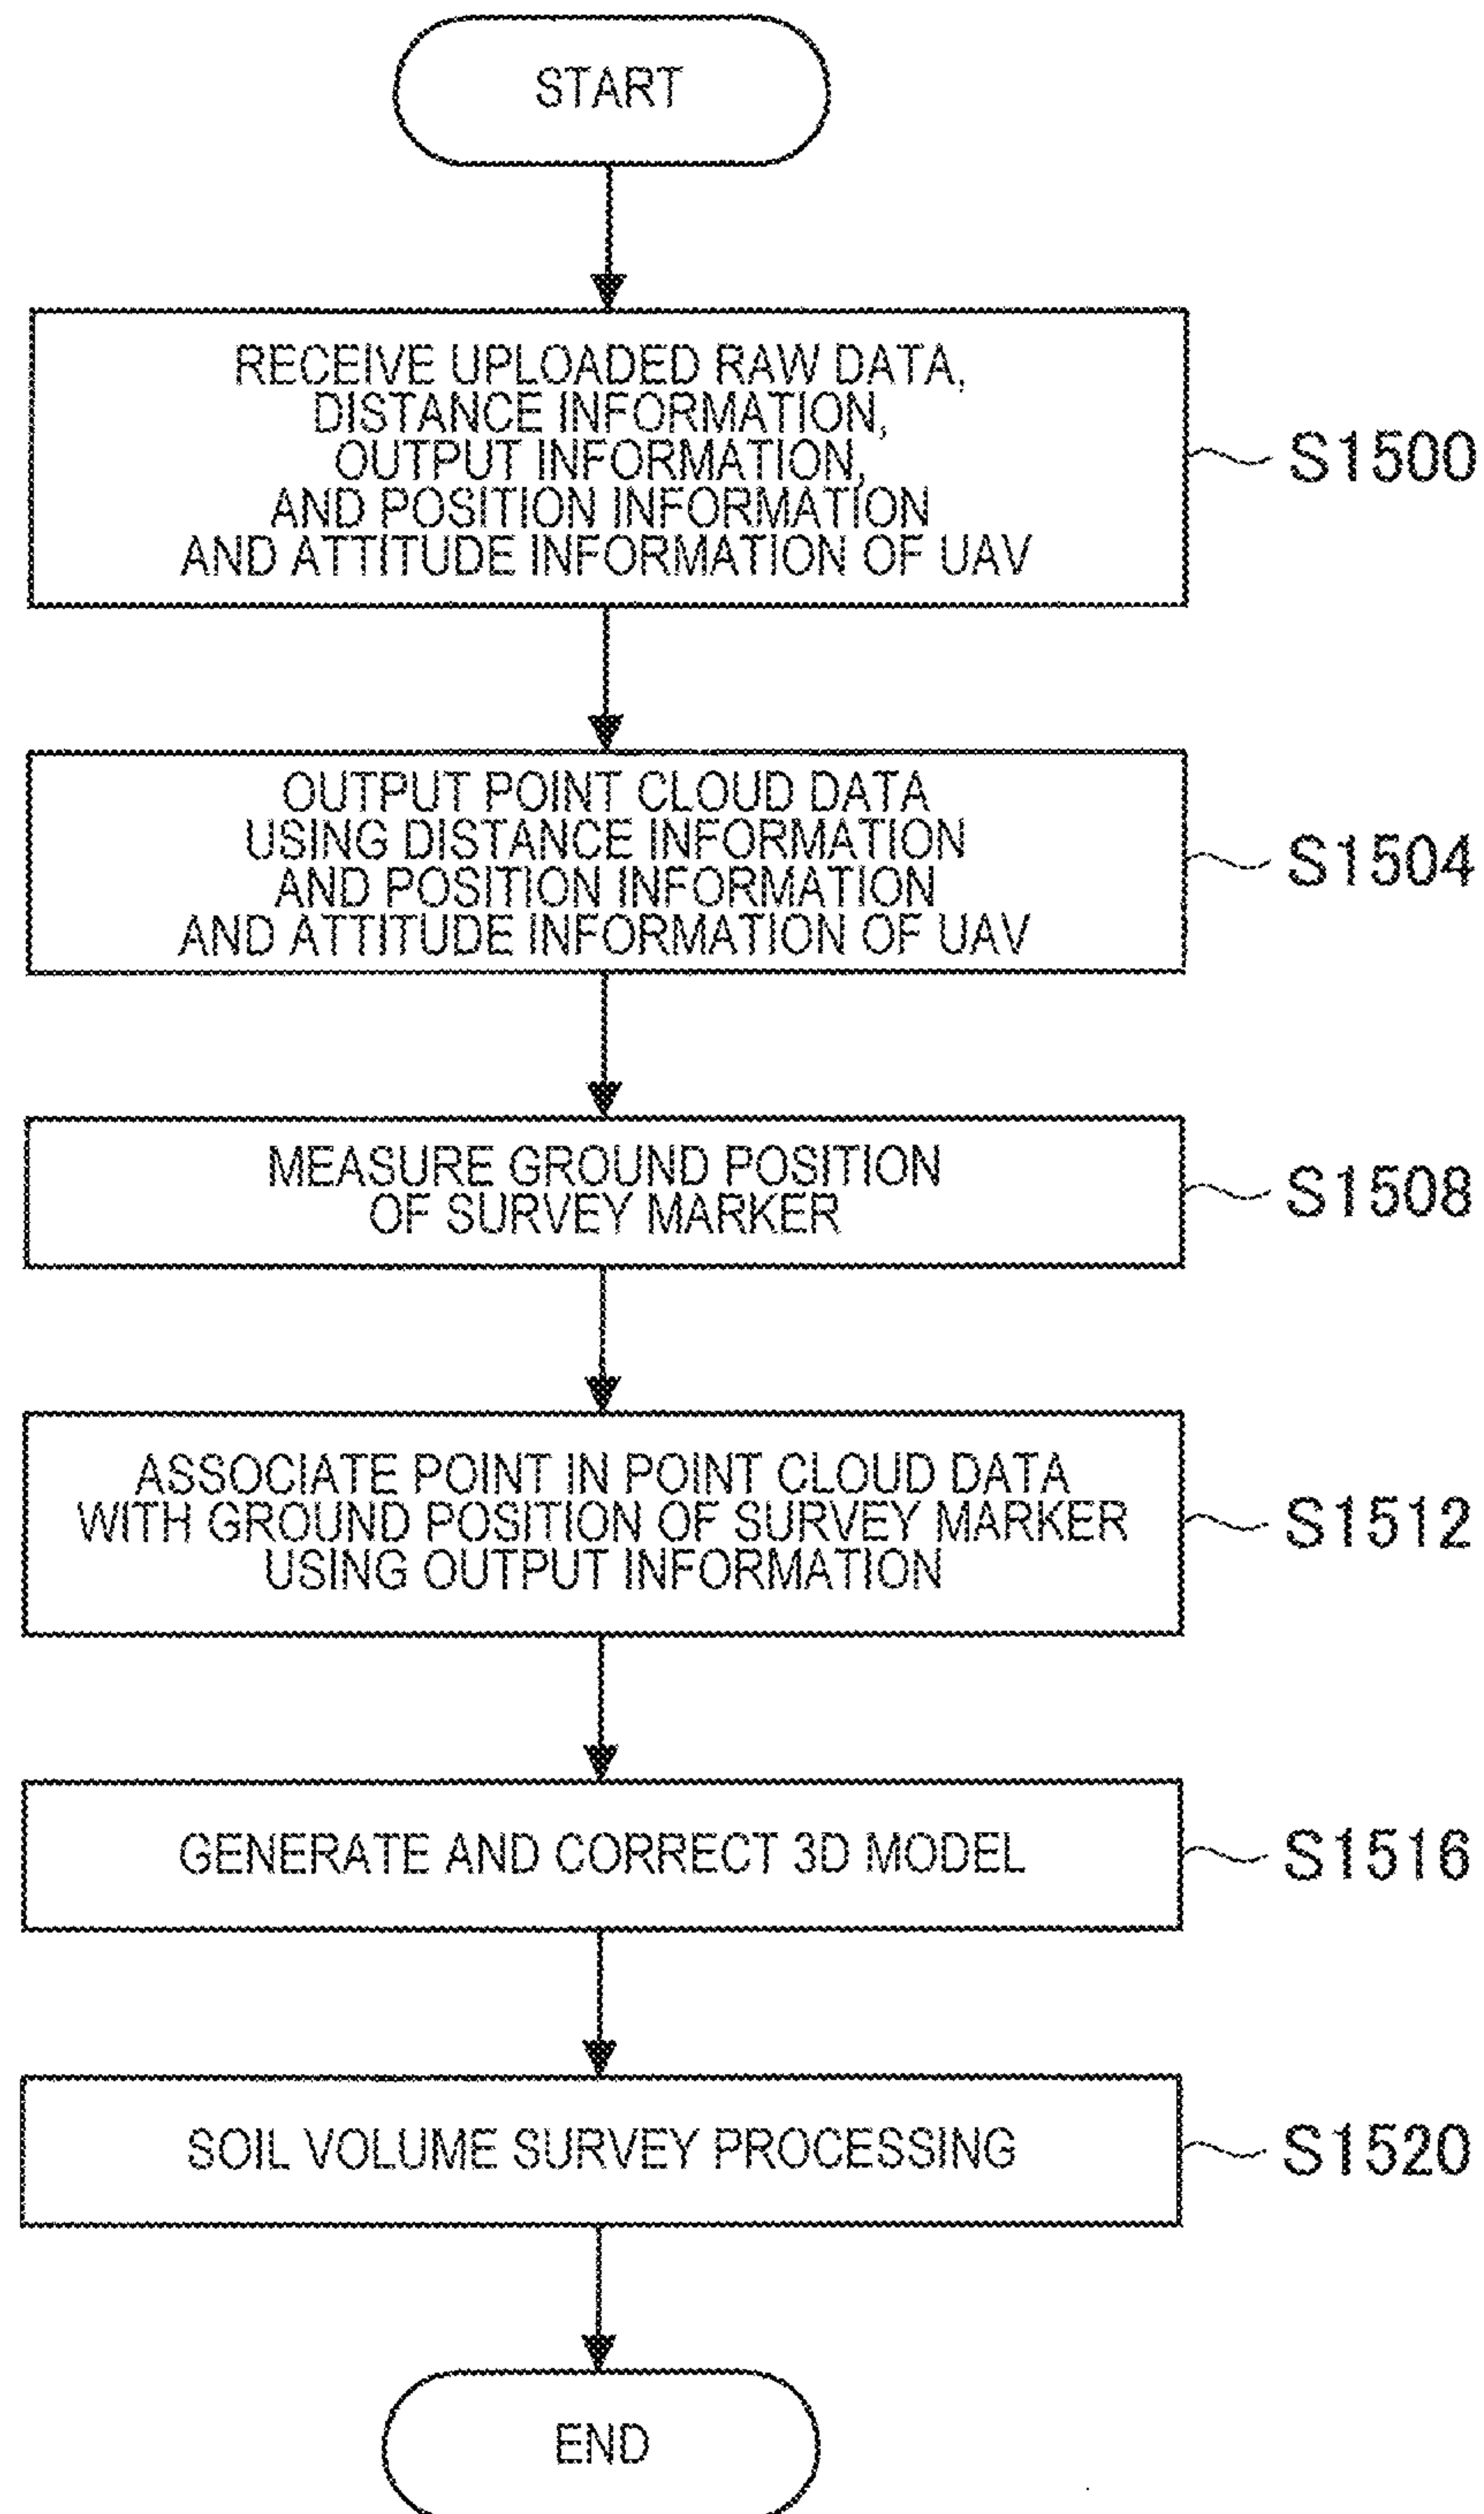 START
RECEIVE UPLOADED RAW DATA,
DISTANCE INFORMATION,
OUTPUT INFORMATION,
AND POSITION INFORMATION
AND ATTITUDE INFORMATION OF UAV
S1500
OUTPUT POINT CLOUD DATA
USING DISTANCE INFORMATION
AND POSITION INFORMATION
AND ATTITUDE INFORMATION OF UAV
S1504
MEASURE GROUND POSITION
OF SURVEY MARKER
S1508
ASSOCIATE POINT IN POINT CLOUD DATA
WITH GROUND POSITION OF SURVEY MARKER
USING OUTPUT INFORMATION
S1512
GENERATE AND CORRECT 3D MODEL
S1516
SOIL VOLUME SURVEY PROCESSING
S1520
END